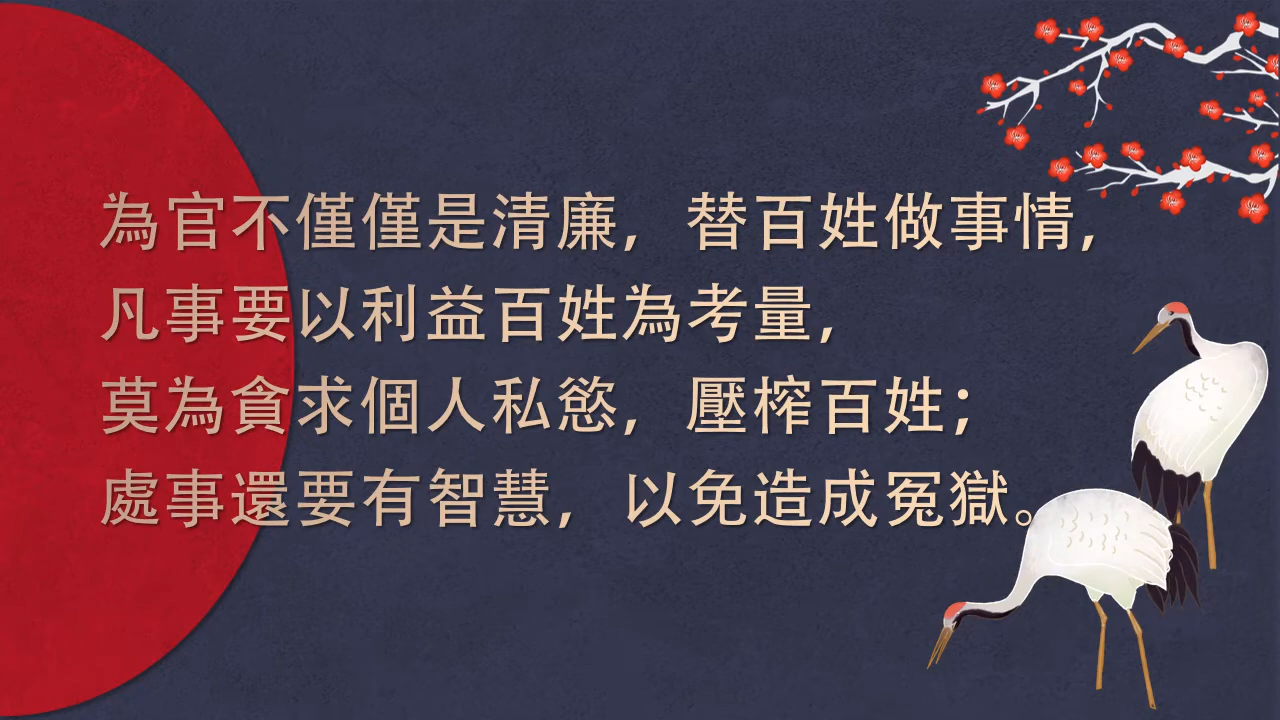 為官不僅僅是清廉，替百姓做事情，
凡事要以利益百姓為考量，
莫為貪求個人私慾，壓榨百姓；
處事還要有智慧，以免造成冤獄。